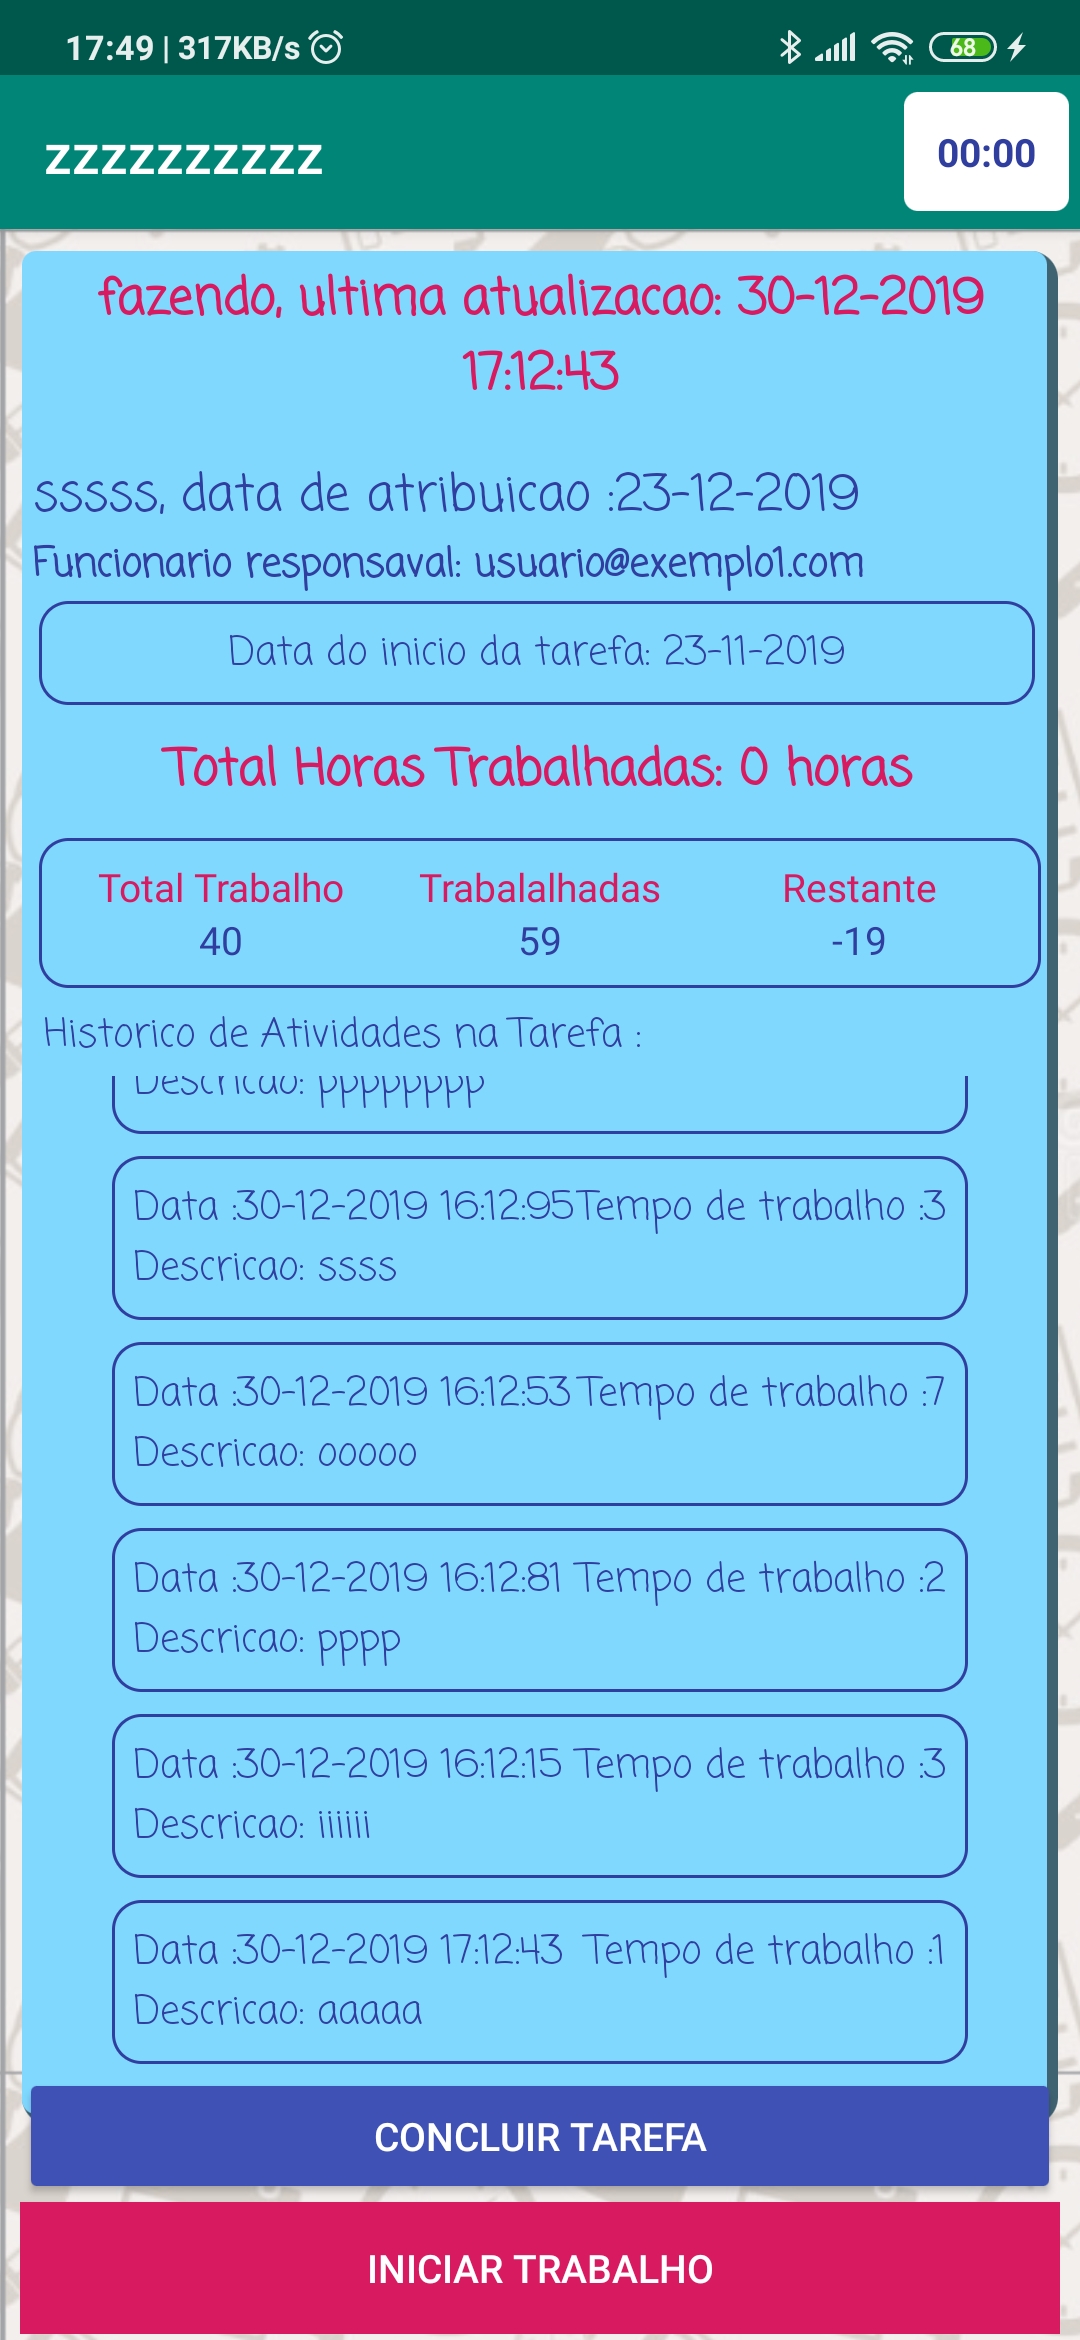 17:49 | 317KB/s
68
zzzzzzzzzz
00:00
fazendo, ultima atualizacao: 30-12-2019
17:12:43
sssss, data de atribuicao :23-12-2019
Funcionario responsaval: usuario@exemplo1.com
Data do inicio da tarefa: 23-11-2019
Total Horas Trabalhadas: 0 horas
Total Trabalho Trabalalhadas Restante
40 59 -19
Historico de Atividades na Tarefa :
Descricao: pppppppp
Data :30-12-2019 16:12:95 Tempo de trabalho :3
Descricao: ssss
Data :30-12-2019 16:12:53 Tempo de trabalho :7
Descricao: ooooo
Data :30-12-2019 16:12:81 Tempo de trabalho :2
Descricao: pppp
Data :30-12-2019 16:12:15 Tempo de trabalho :3
Descricao: iiiiii
Data :30-12-2019 17:12:43 Tempo de trabalho :1
Descricao: aaaaa
CONCLUIR TAREFA
INICIAR TRABALHO